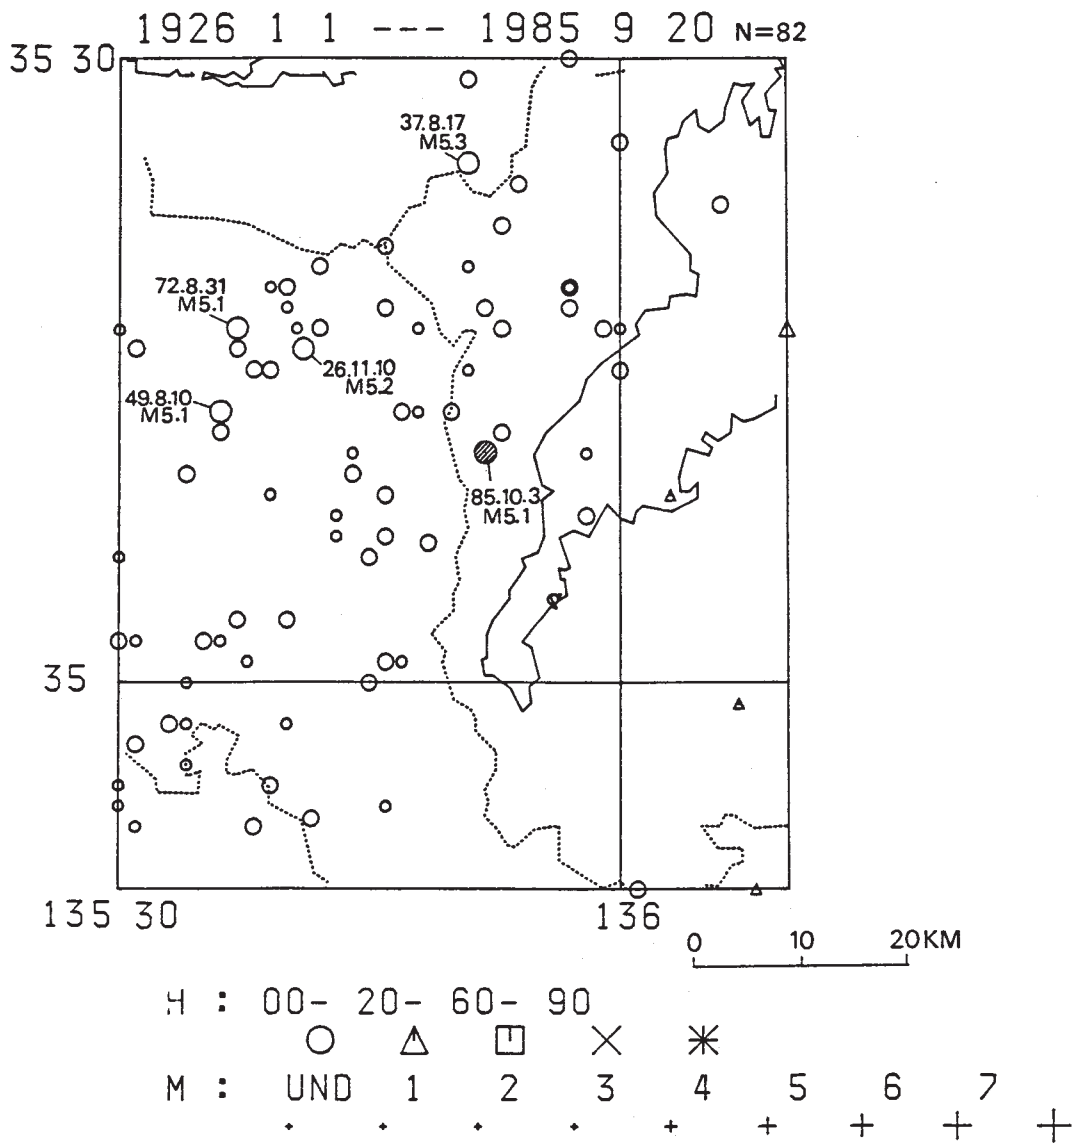 1926 1 1 --- 1985 9 20 N=82
35 30
37.8.17
M5.3
72.8.31
M5.1
26.11.10
M5.2
49.8.10
M5.1
85.10.3
M5.1
35
135 30
136
0 10 20KM
H : 00- 20- 60- 90
M : UND 1 2 3 4 5 6 7